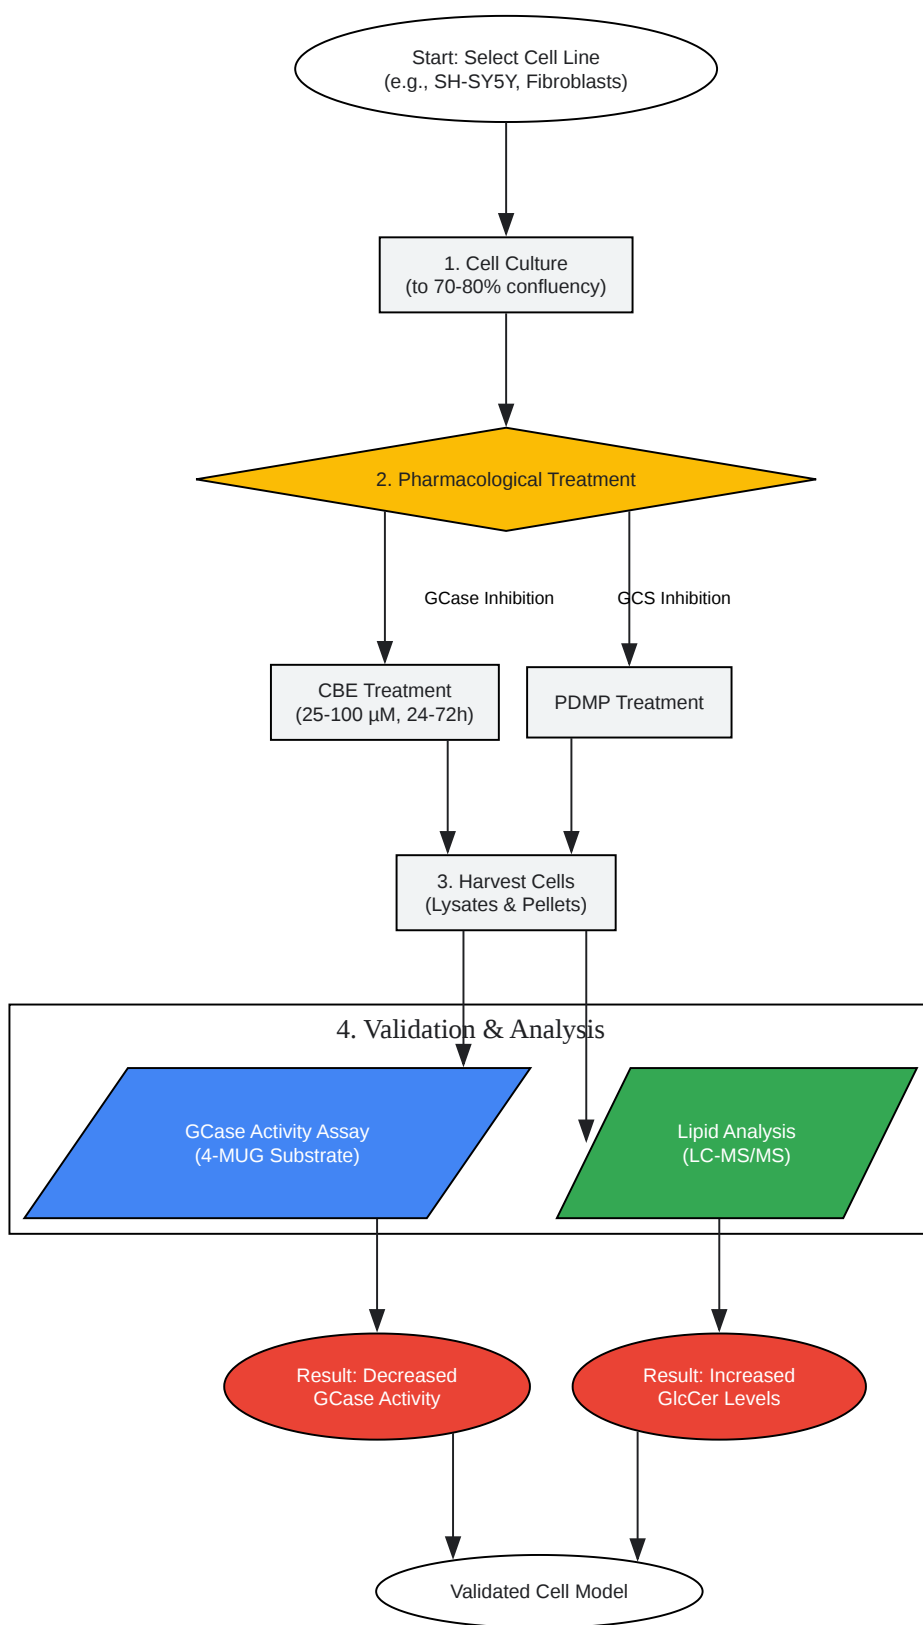 Start: Select Cell Line
(e.g., SH-SY5Y, Fibroblasts)
1. Cell Culture
(to 70-80% confluency)
2. Pharmacological Treatment
GCase Inhibition
GCS Inhibition
CBE Treatment
(25-100 µM, 24-72h)
PDMP Treatment
3. Harvest Cells
(Lysates & Pellets)
4. Validation & Analysis
GCase Activity Assay
(4-MUG Substrate)
Lipid Analysis
(LC-MS/MS)
Result: Decreased
GCase Activity
Result: Increased
GlcCer Levels
Validated Cell Model